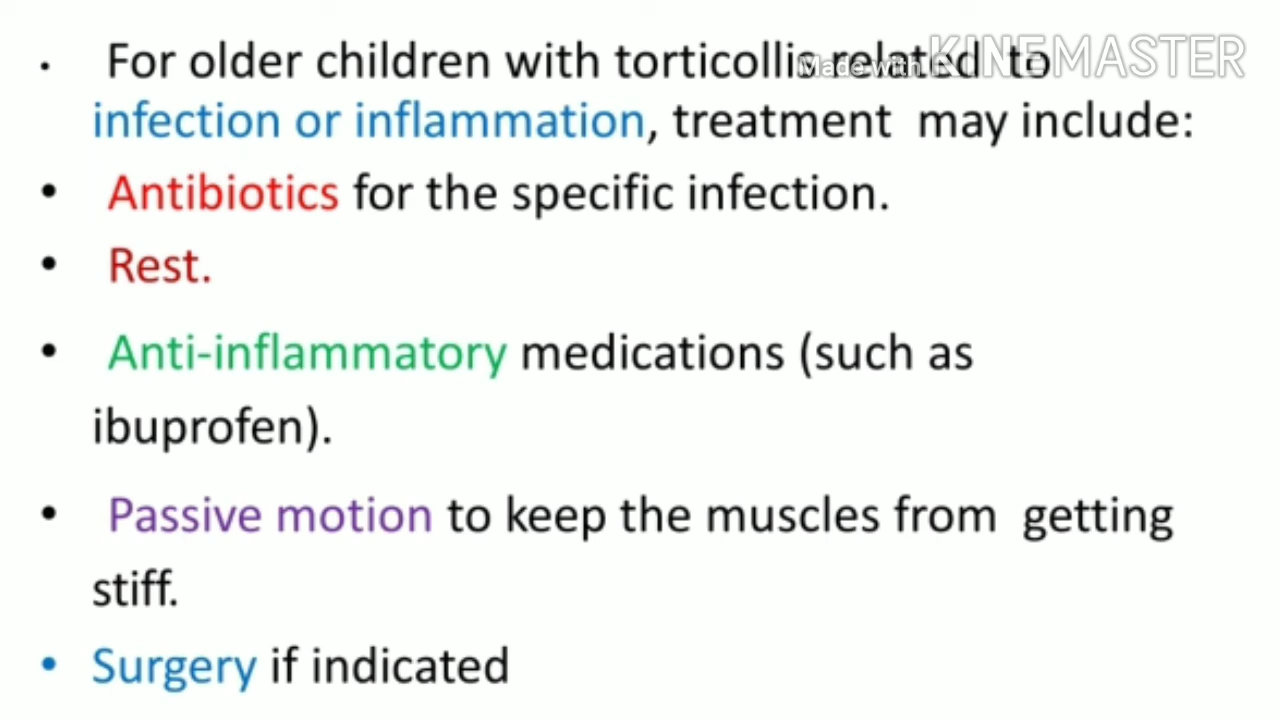 • For older children with torticollis related to
Made with KINEMASTER
infection or inflammation, treatment may include:
• Antibiotics for the specific infection.
• Rest.
• Anti-inflammatory medications (such as
ibuprofen).
• Passive motion to keep the muscles from getting
stiff.
• Surgery if indicated